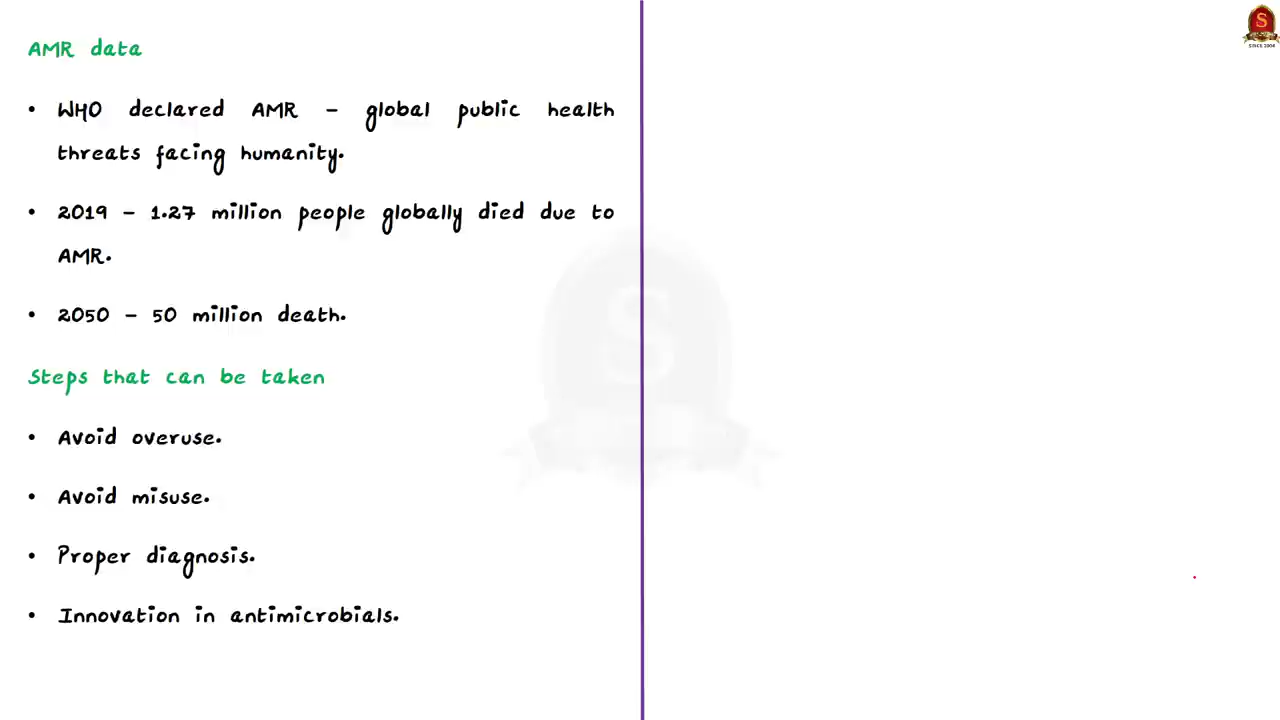 AMR data
• WHO declared AMR – global public health
threats facing humanity.
• 2019 – 1.27 million people globally died due to
AMR.
• 2050 – 50 million death.
Steps that can be taken
• Avoid overuse.
• Avoid misuse.
• Proper diagnosis.
• Innovation in antimicrobials.
S
SINCE 2004